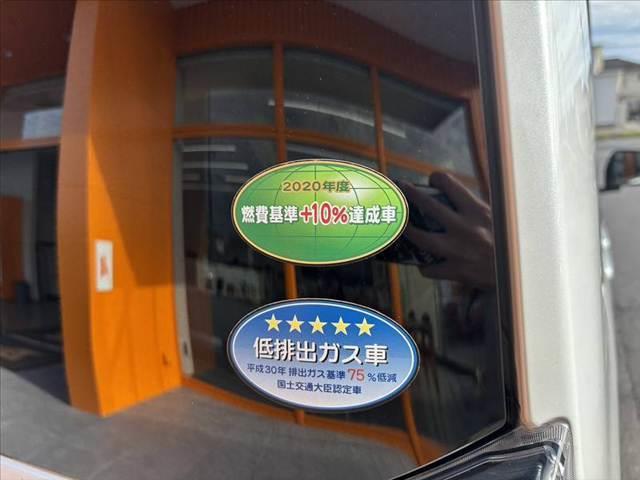 2020年度
燃費基準+10%達成車
低排出ガス車
平成30年排出ガス基準75%低減
国土交通大臣認定車